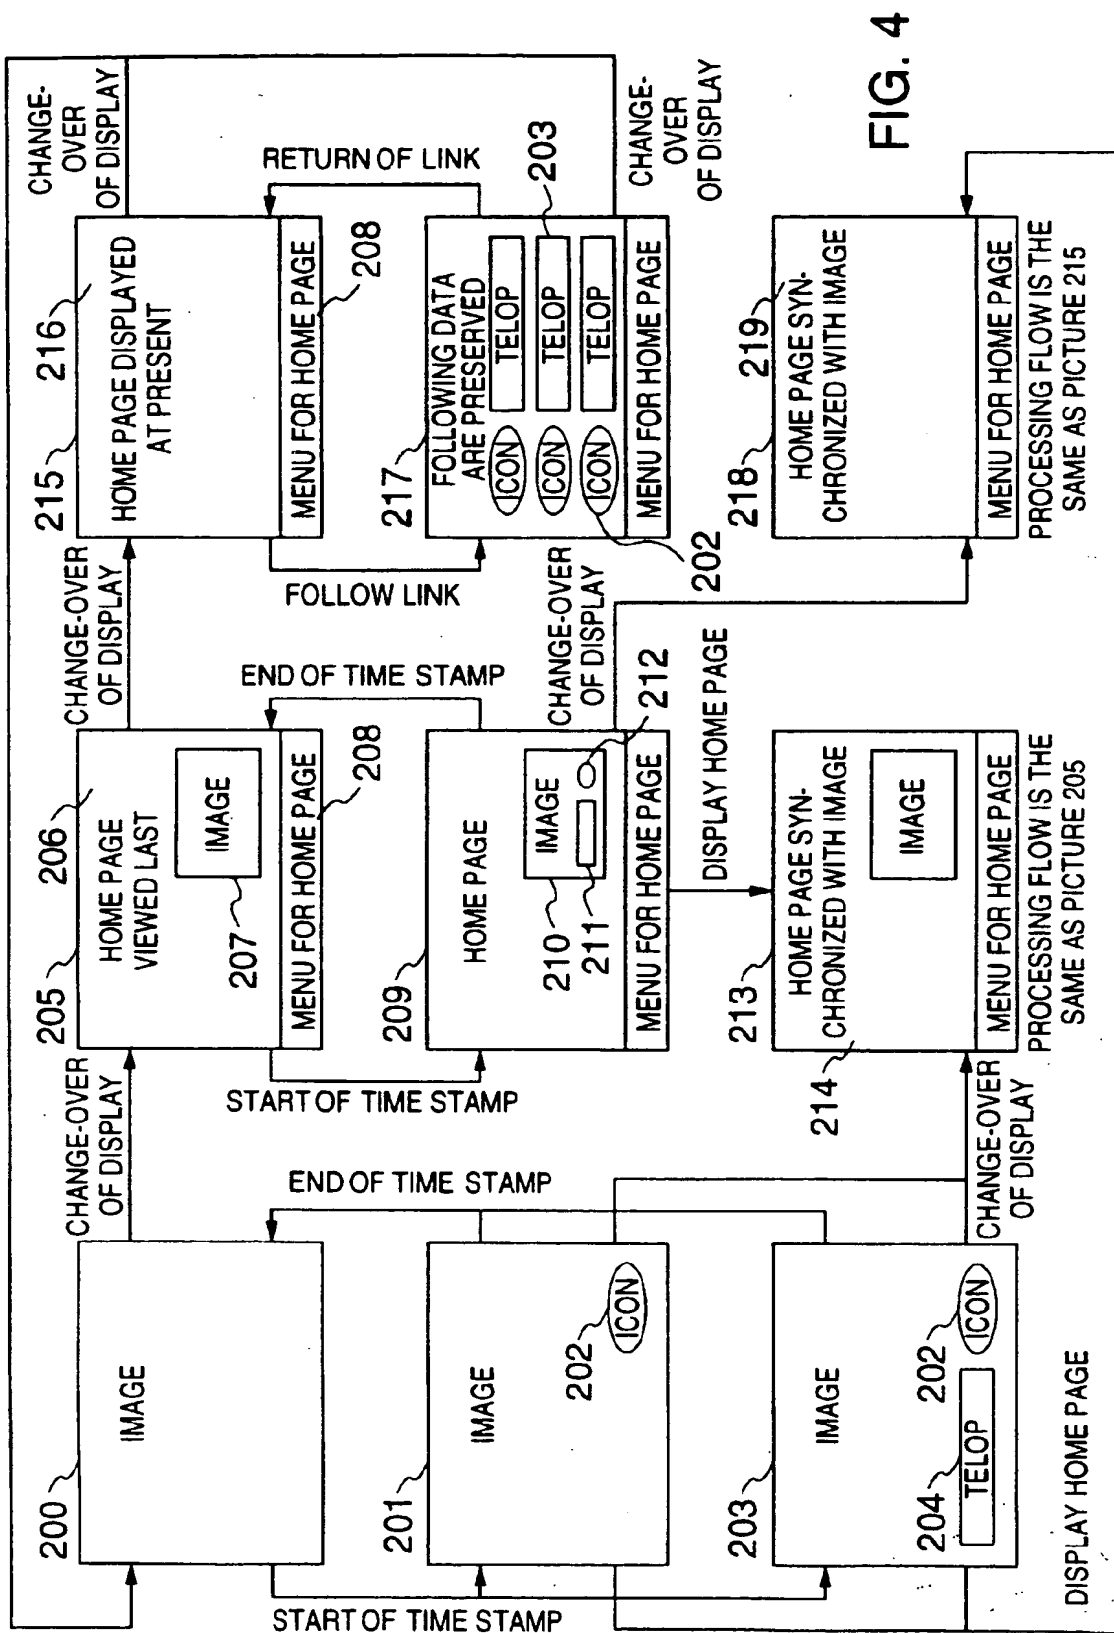 FIG. 4
200
IMAGE
CHANGE-OVER
OF DISPLAY
205
206
HOME PAGE
VIEWED LAST
207
IMAGE
MENU FOR HOME PAGE
208
CHANGE-OVER
OF DISPLAY
215
216
HOME PAGE DISPLAYED
AT PRESENT
MENU FOR HOME PAGE
208
CHANGE-
OVER
OF DISPLAY
END OF TIME STAMP
START OF TIME STAMP
END OF TIME STAMP
FOLLOW LINK
RETURN OF LINK
201
IMAGE
202
ICON
209
HOME PAGE
210
IMAGE
211
212
MENU FOR HOME PAGE
CHANGE-OVER
OF DISPLAY
217
FOLLOWING DATA
ARE PRESERVED
ICON
TELOP
ICON
TELOP
ICON
TELOP
202
203
MENU FOR HOME PAGE
CHANGE-
OVER
OF DISPLAY
DISPLAY HOME PAGE
203
IMAGE
204
TELOP
202
ICON
CHANGE-OVER
OF DISPLAY
213
HOME PAGE SYN-
CHRONIZED WITH IMAGE
214
IMAGE
MENU FOR HOME PAGE
PROCESSING FLOW IS THE
SAME AS PICTURE 205
218
219
HOME PAGE SYN-
CHRONIZED WITH IMAGE
MENU FOR HOME PAGE
PROCESSING FLOW IS THE
SAME AS PICTURE 215
START OF TIME STAMP
DISPLAY HOME PAGE